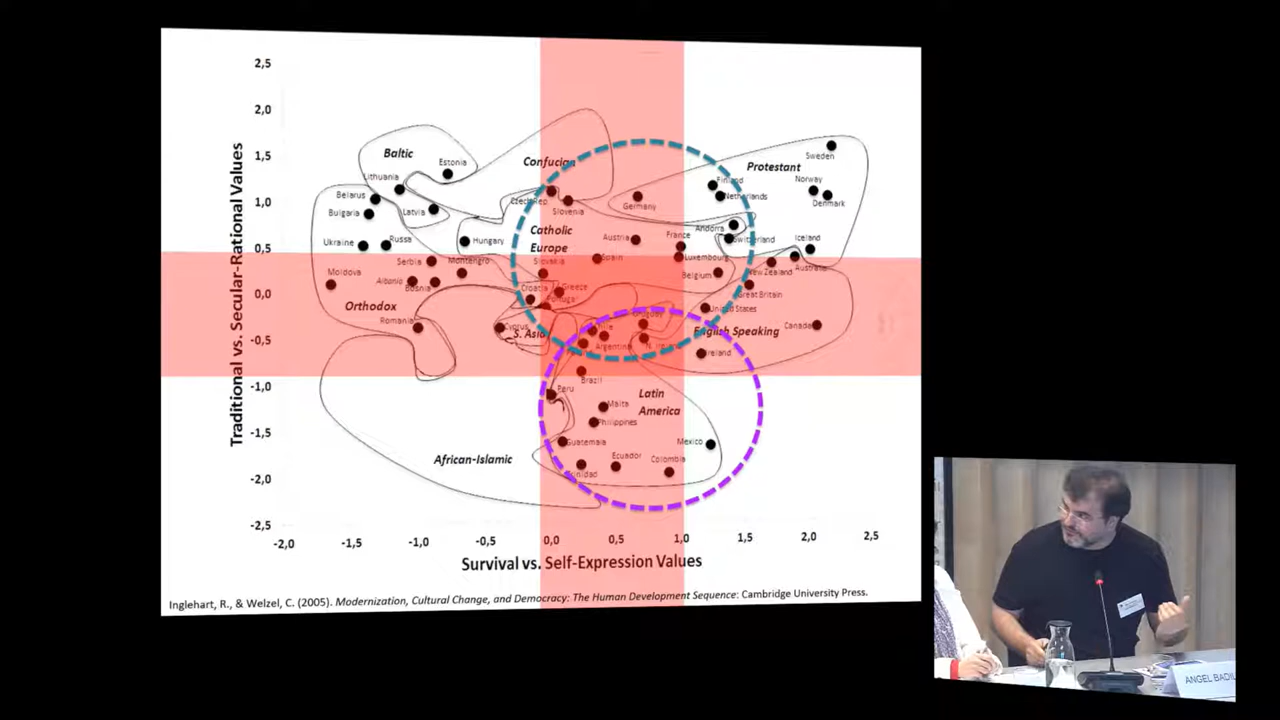 Traditional vs. Secular-Rational Values
2,5
2,0
1,5
1,0
0,5
0,0
-0,5
-1,0
-1,5
-2,0
-2,5
Baltic
Estonia
Lithuania
Belarus
Bulgaria
Latvia
Ukraine
Russa
Hungary
Serbia
Montengro
Moldova
Albania
Bosnia
Orthodox
Romania
Confucian
Czech Rep
Slovenia
Catholic
Europe
Slovakia
Croatia
Greece
Portugal
Cyprus
S. Asia
Germany
Austria
Spain
France
Luxembourg
Belgium
Protestant
Sweden
Finland
Netherlands
Norway
Denmark
Andorra
Switzerland
Iceland
New Zealand
Great Britain
United States
English Speaking
Canada
Ireland
Chile
Argentina
Brazil
Peru
Latin
America
Malta
Philippines
Guatemala
Mexico
Ecuador
Colombia
Trinidad
African-Islamic
-2,0 -1,5 -1,0 -0,5 0,0 0,5 1,0 1,5 2,0 2,5
Survival vs. Self-Expression Values
Inglehart, R., & Welzel, C. (2005). Modernization, Cultural Change, and Democracy: The Human Development Sequence: Cambridge University Press.
ANGEL